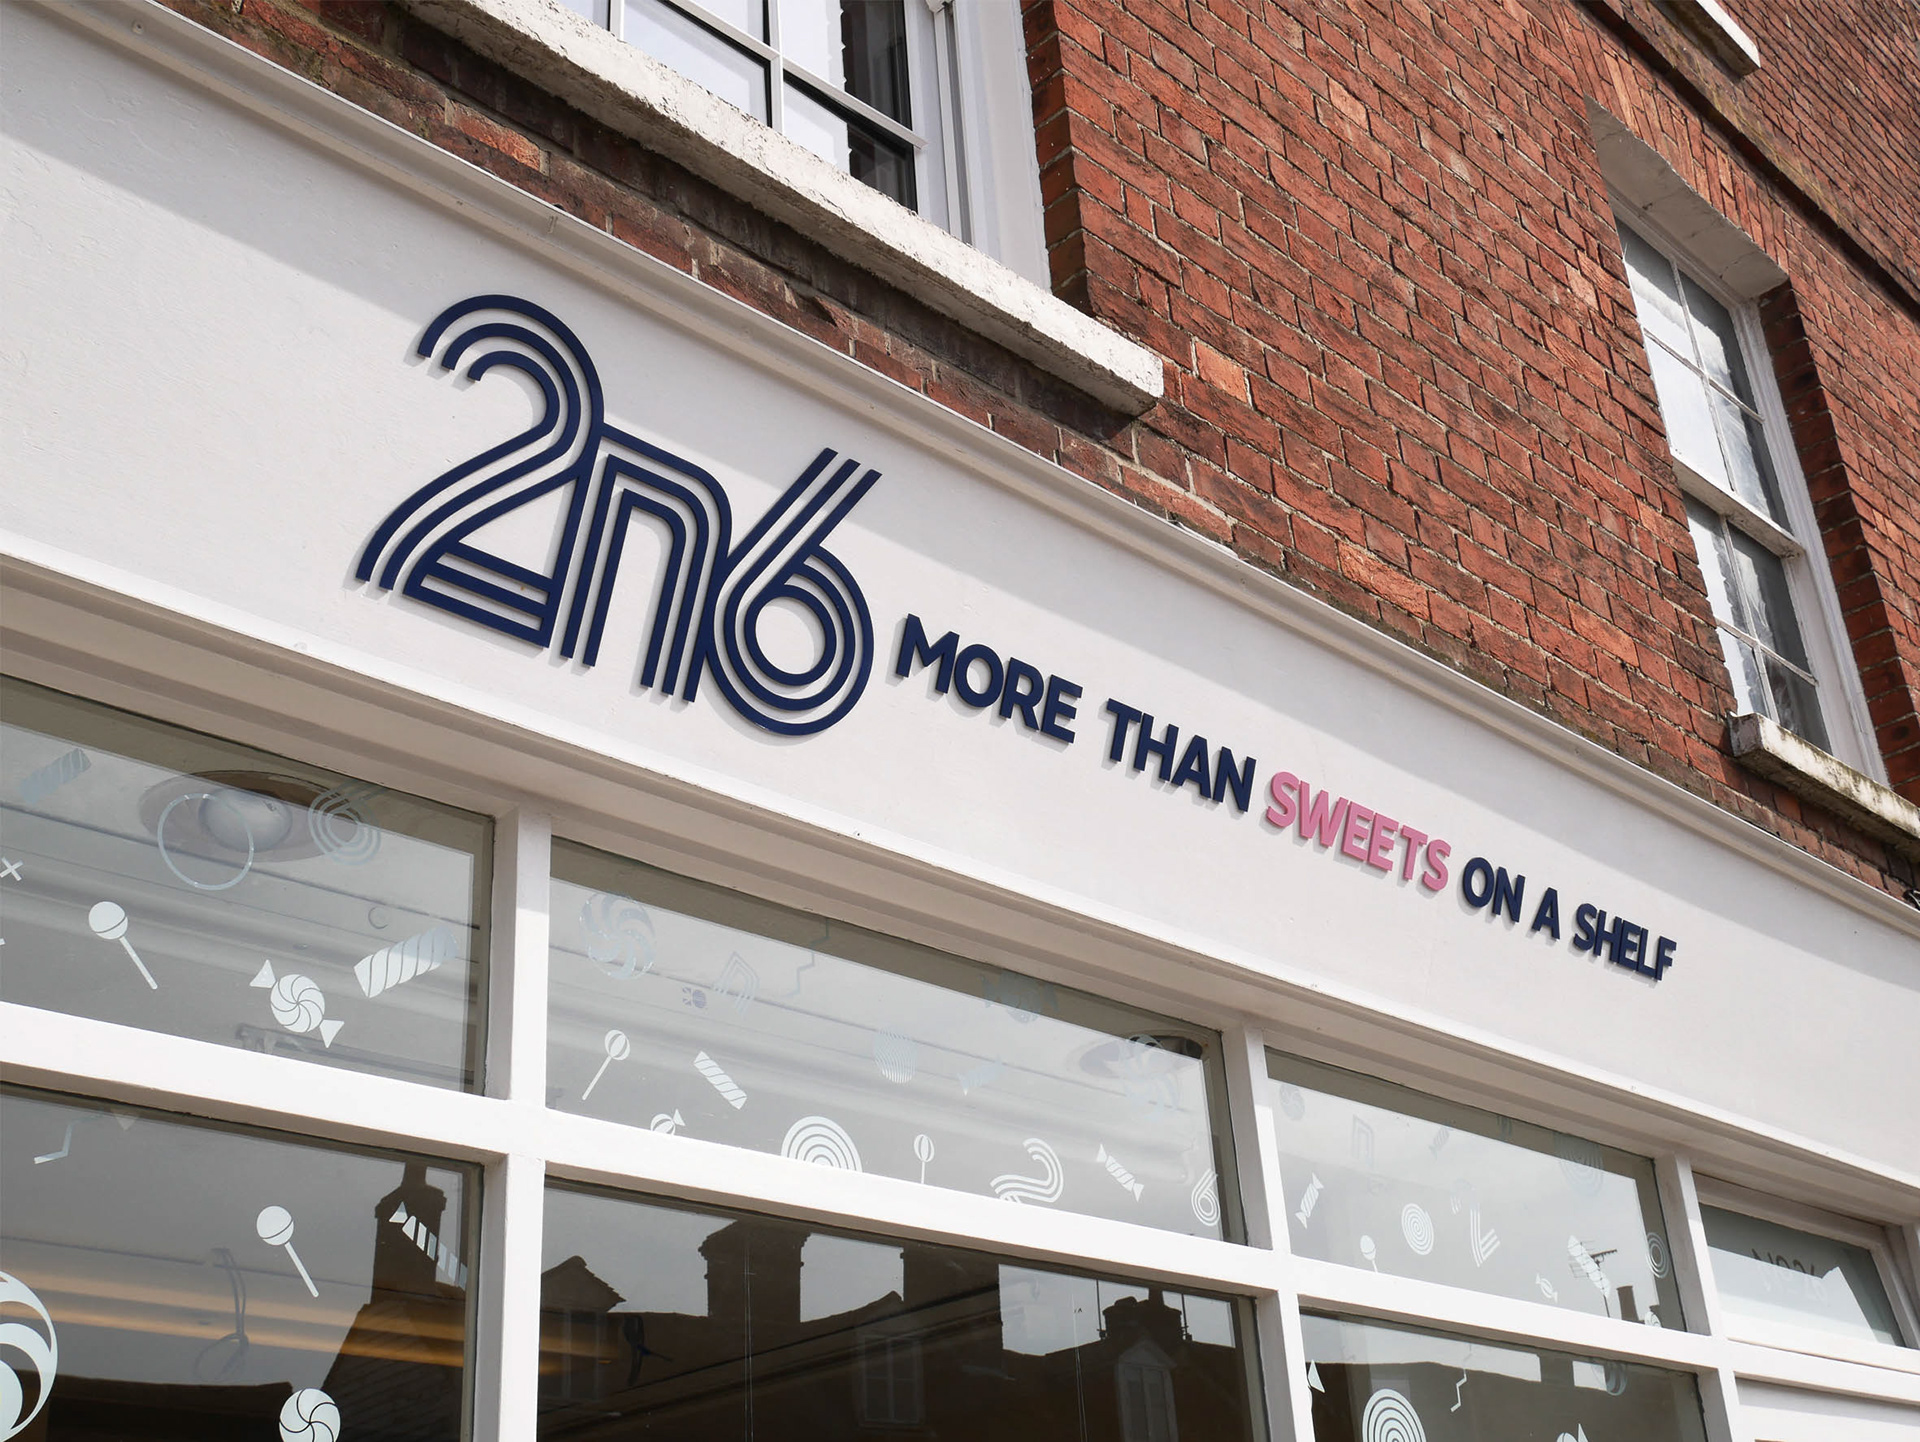 2n6
MORE THAN SWEETS ON A SHELF